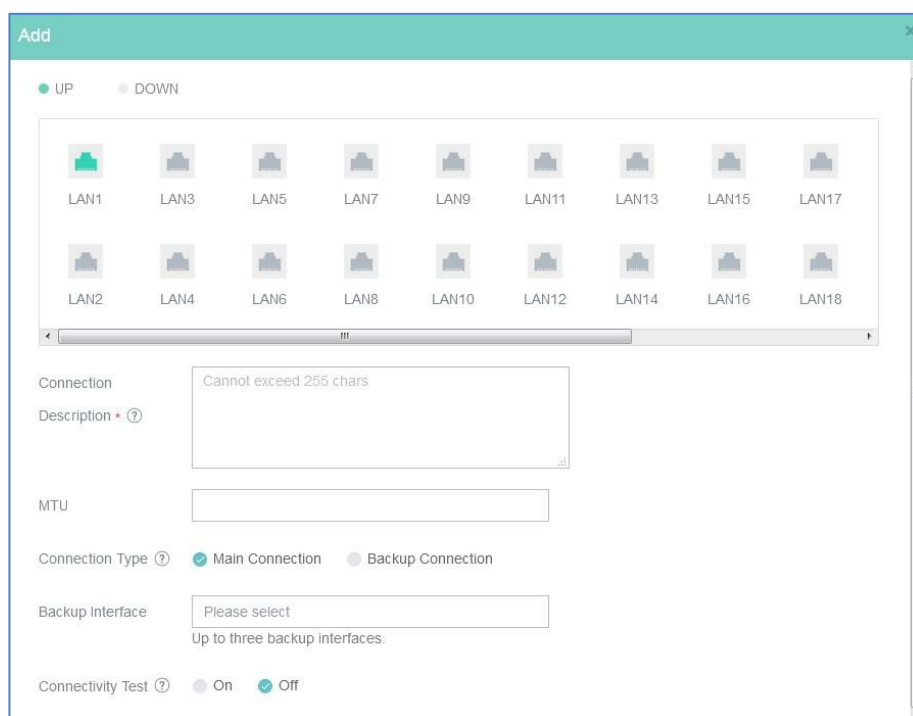 Add
UP DOWN
LAN1 LAN3 LAN5 LAN7 LAN9 LAN11 LAN13 LAN15 LAN17
LAN2 LAN4 LAN6 LAN8 LAN10 LAN12 LAN14 LAN16 LAN18
Connection
Description * ?
Cannot exceed 255 chars
MTU
Connection Type ? Main Connection Backup Connection
Backup Interface Please select
Up to three backup interfaces.
Connectivity Test ? On Off